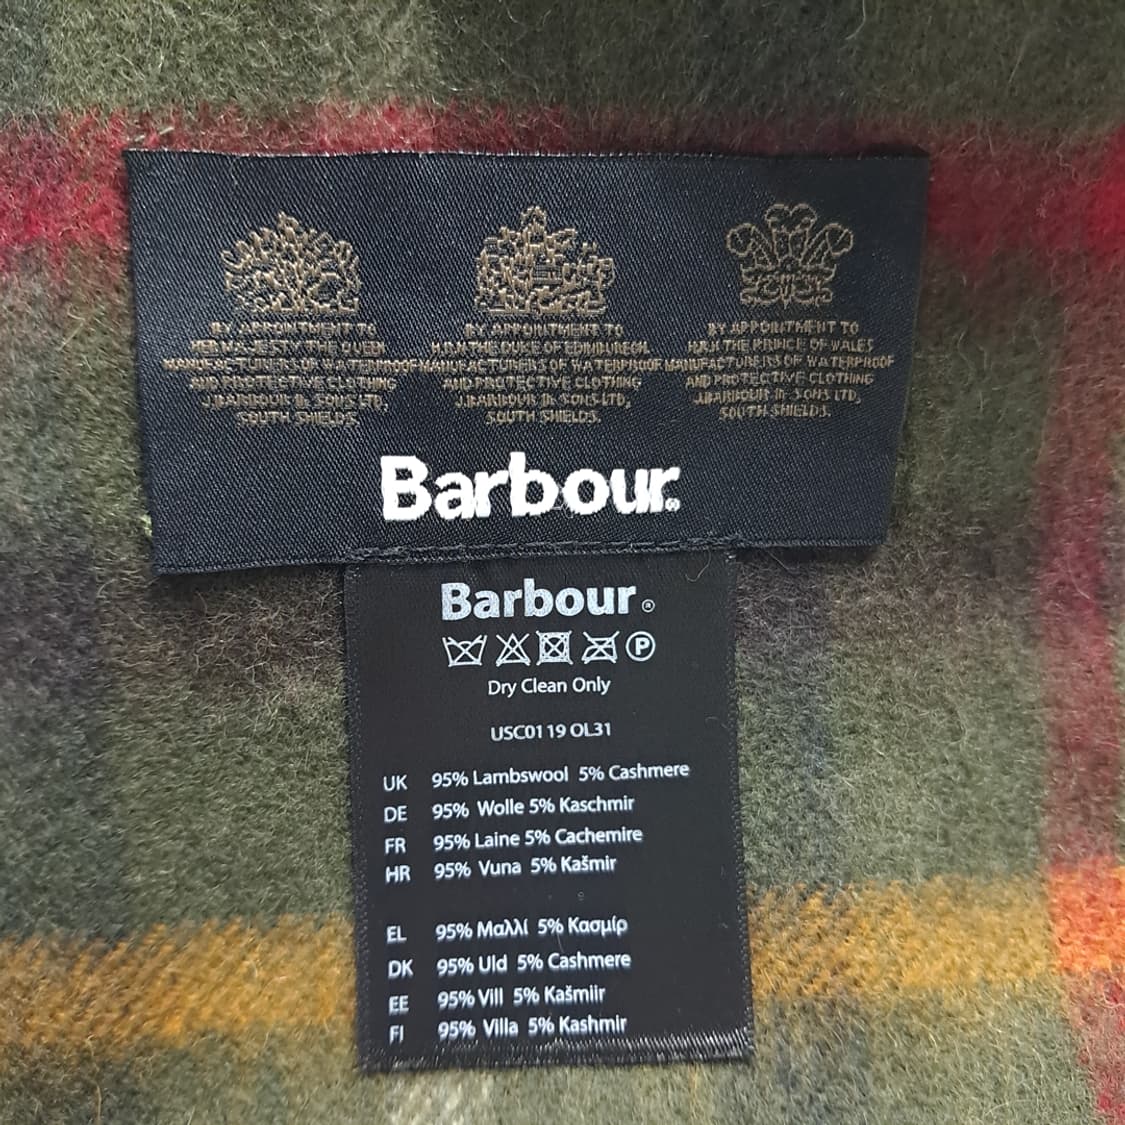 BY APPOINTMENT TO
HER MAJESTY THE QUEEN
MANUFACTURERS OF WATERPROOF
AND PROTECTIVE CLOTHING
J.BARBOUR & SONS LTD,
SOUTH SHIELDS.
BY APPOINTMENT TO
H.R.H THE DUKE OF EDINBURGH
MANUFACTURERS OF WATERPROOF
AND PROTECTIVE CLOTHING
J.BARBOUR & SONS LTD,
SOUTH SHIELDS.
BY APPOINTMENT TO
H.R.H THE PRINCE OF WALES
MANUFACTURERS OF WATERPROOF
AND PROTECTIVE CLOTHING
J.BARBOUR & SONS LTD,
SOUTH SHIELDS.
Barbour®
Barbour®
P
Dry Clean Only
USC0119 OL31
UK 95% Lambswool 5% Cashmere
DE 95% Wolle 5% Kaschmir
FR 95% Laine 5% Cachemire
HR 95% Vuna 5% Kašmir
EL 95% Μαλλί 5% Κασμίρ
DK 95% Uld 5% Cashmere
EE 95% Vill 5% Kašmiir
FI 95% Villa 5% Kashmir